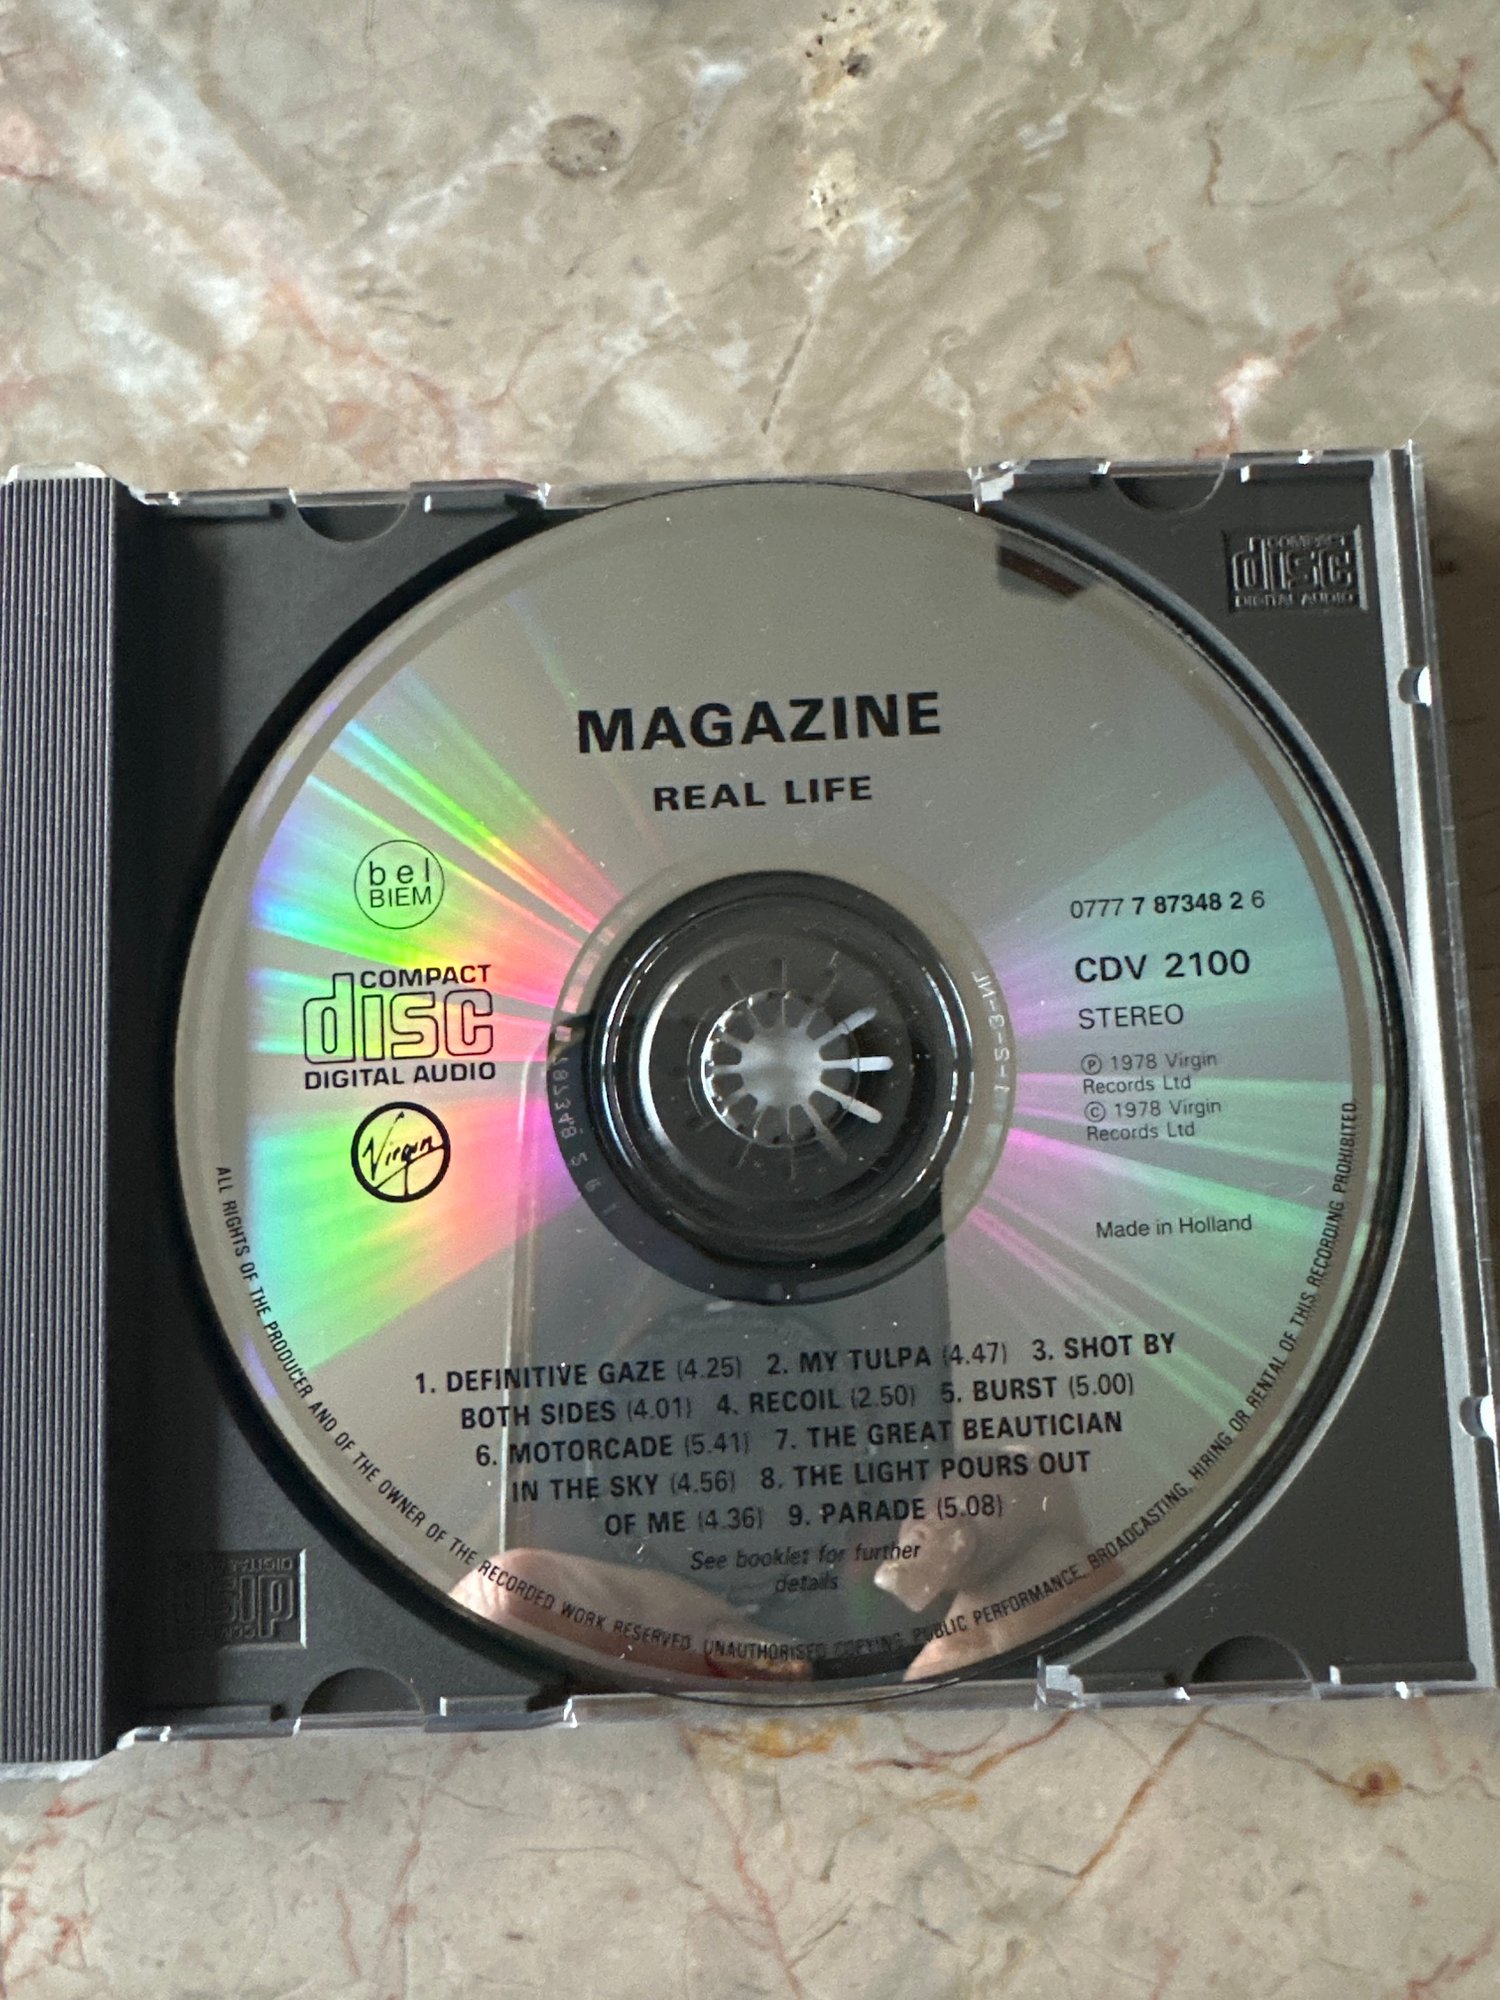 COMPACT
disc
DIGITAL AUDIO
MAGAZINE
REAL LIFE
bel
BIEM
COMPACT
disc
DIGITAL AUDIO
Virgin
0777 7 87348 2 6
CDV 2100
STEREO
Ⓟ 1978 Virgin
Records Ltd
© 1978 Virgin
Records Ltd
Made in Holland
1. DEFINITIVE GAZE (4.25) 2. MY TULPA (4.47) 3. SHOT BY
BOTH SIDES (4.01) 4. RECOIL (2.50) 5. BURST (5.00)
6. MOTORCADE (5.41) 7. THE GREAT BEAUTICIAN
IN THE SKY (4.56) 8. THE LIGHT POURS OUT
OF ME (4.36) 9. PARADE (5.08)
See booklet for further
details
ALL RIGHTS OF THE PRODUCER AND OF THE OWNER OF THE RECORDED WORK RESERVED. UNAUTHORISED COPYING, PUBLIC PERFORMANCE, BROADCASTING, HIRING OR RENTAL OF THIS RECORDING PROHIBITED.
COMPACT
disc
DIGITAL AUDIO